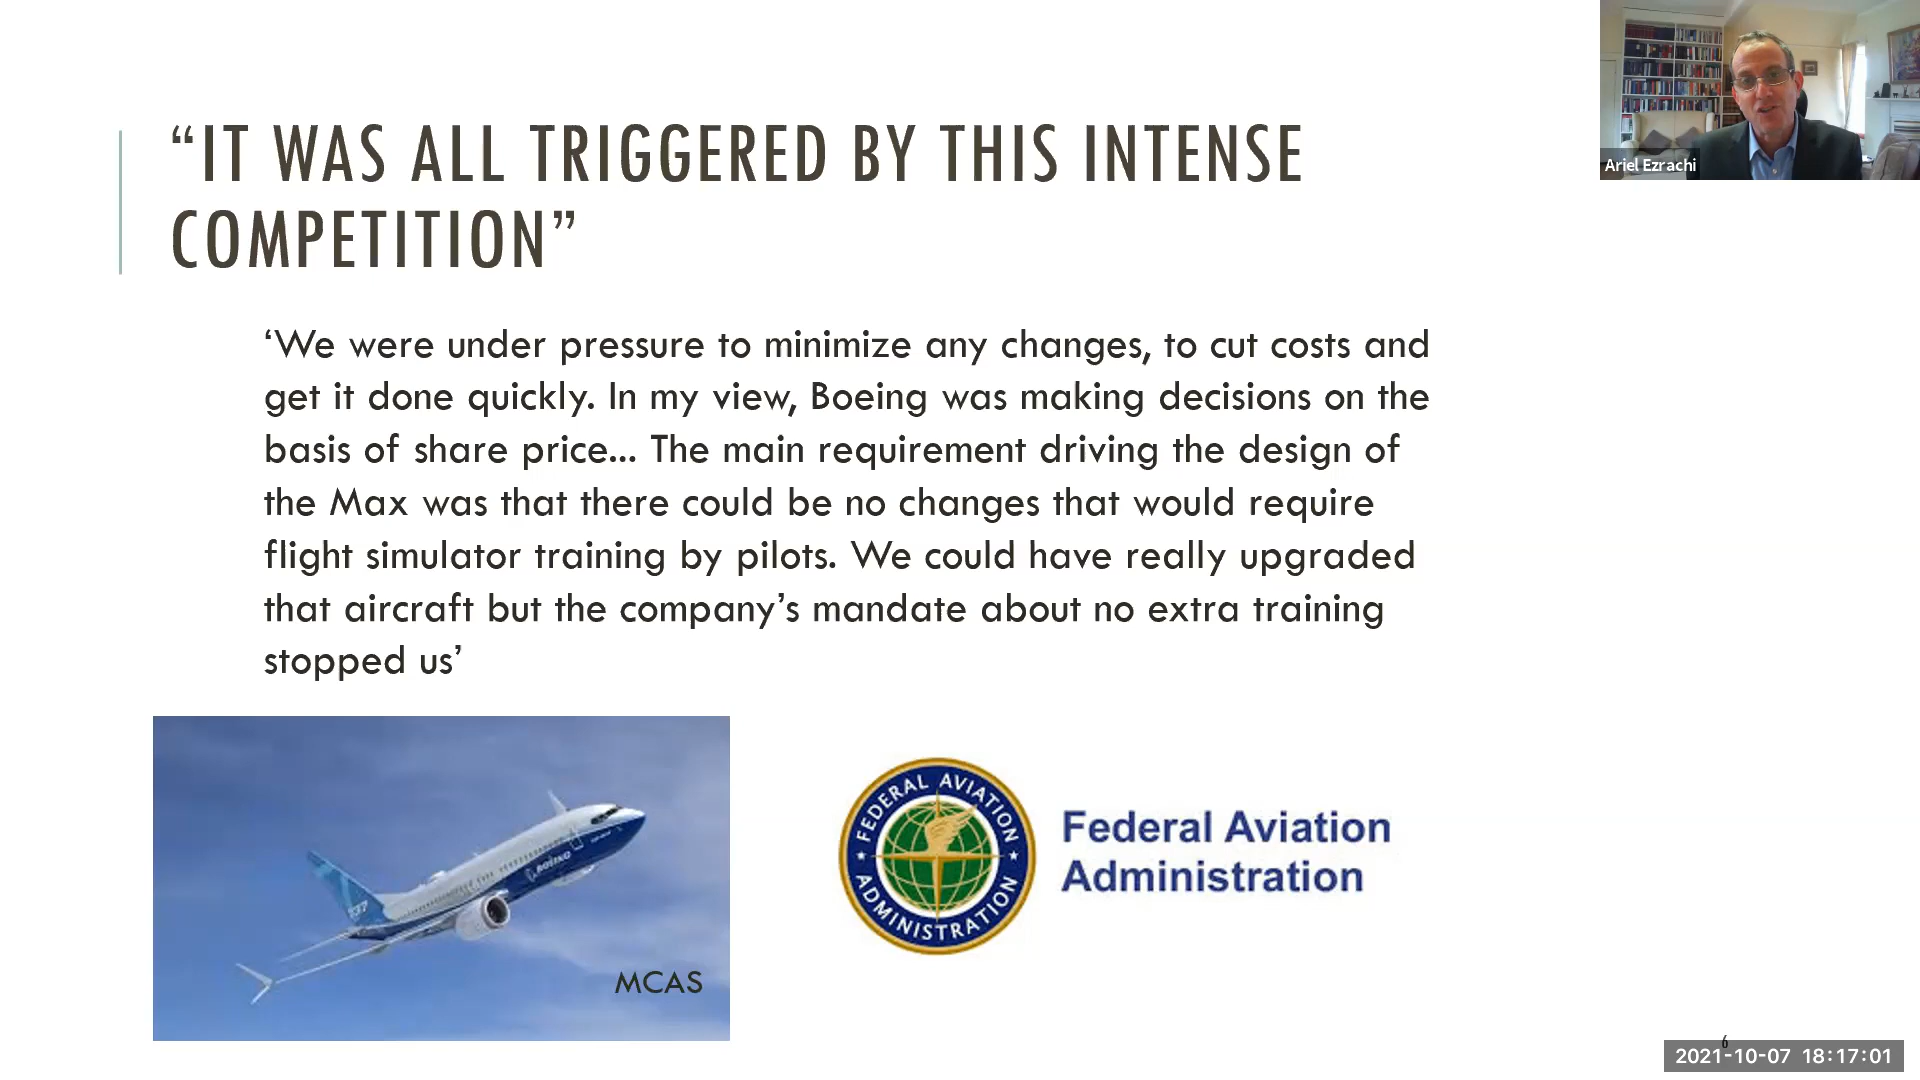 “IT WAS ALL TRIGGERED BY THIS INTENSE
COMPETITION”
Ariel Ezrachi
‘We were under pressure to minimize any changes, to cut costs and
get it done quickly. In my view, Boeing was making decisions on the
basis of share price... The main requirement driving the design of
the Max was that there could be no changes that would require
flight simulator training by pilots. We could have really upgraded
that aircraft but the company’s mandate about no extra training
stopped us’
BOEING
737
MCAS
FEDERAL AVIATION
ADMINISTRATION
Federal Aviation
Administration
6
2021-10-07 18:17:01